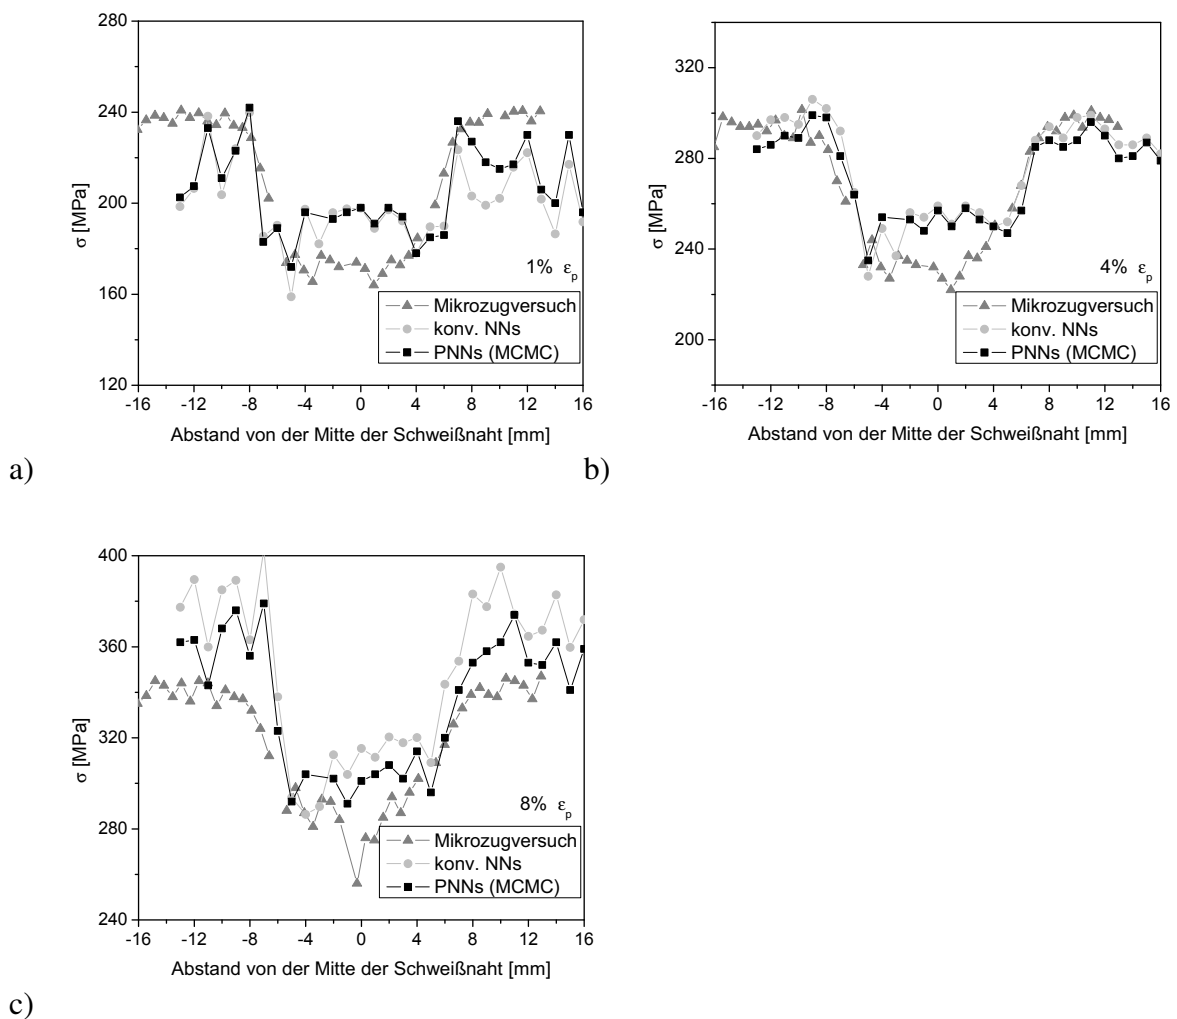 280
240
200
160
120
σ [MPa]
1% εp
Mikrozugversuch
konv. NNs
PNNs (MCMC)
-16 -12 -8 -4 0 4 8 12 16
Abstand von der Mitte der Schweißnaht [mm]
a)
320
280
240
200
σ [MPa]
4% εp
Mikrozugversuch
konv. NNs
PNNs (MCMC)
-16 -12 -8 -4 0 4 8 12 16
Abstand von der Mitte der Schweißnaht [mm]
b)
400
360
320
280
240
σ [MPa]
8% εp
Mikrozugversuch
konv. NNs
PNNs (MCMC)
-16 -12 -8 -4 0 4 8 12 16
Abstand von der Mitte der Schweißnaht [mm]
c)